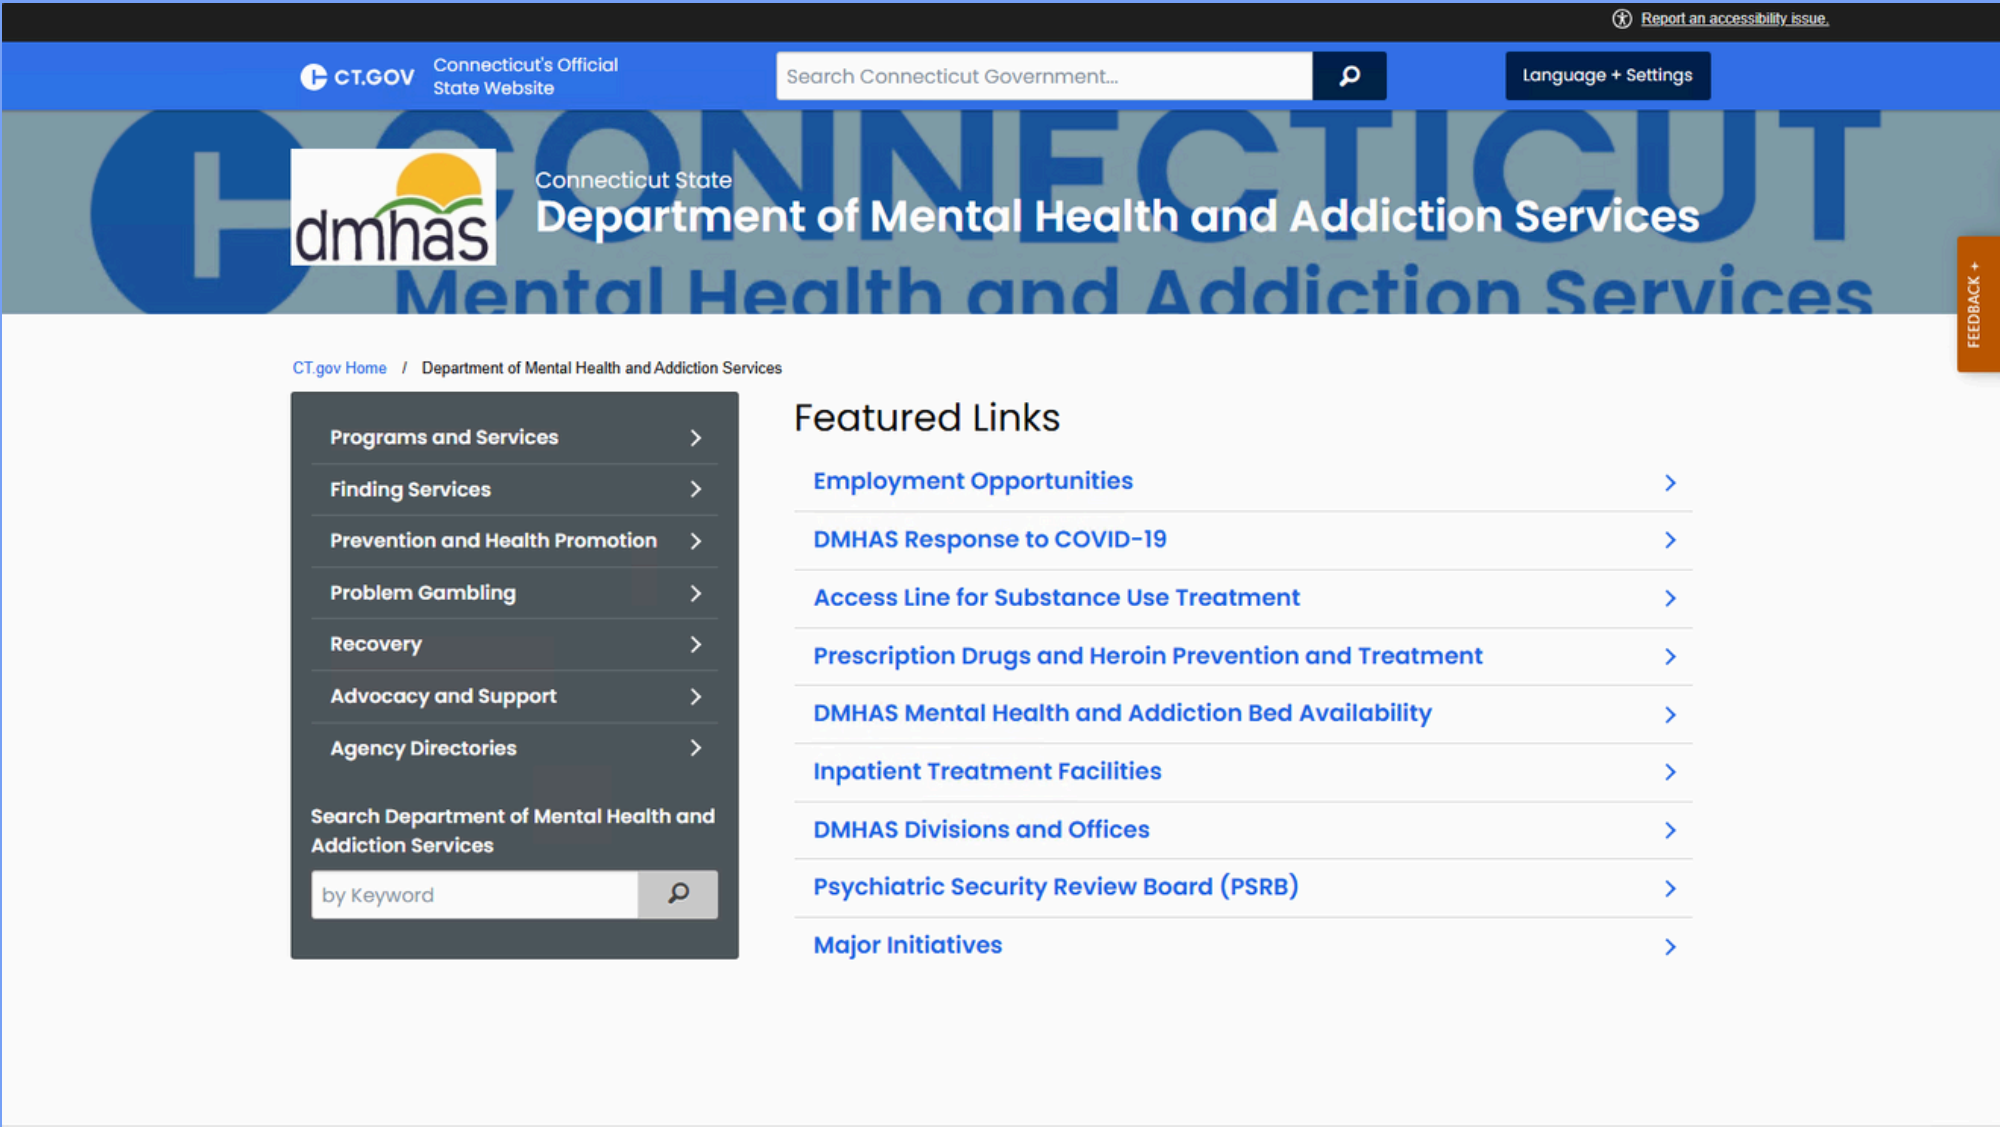 Report an accessibility issue.
CT.GOV
Connecticut's Official
State Website
Search Connecticut Government...
Language + Settings
CONNECTICUT
Mental Health and Addiction Services
dmhas
Connecticut State
Department of Mental Health and Addiction Services
FEEDBACK +
CT.gov Home / Department of Mental Health and Addiction Services
Programs and Services
Finding Services
Prevention and Health Promotion
Problem Gambling
Recovery
Advocacy and Support
Agency Directories
Search Department of Mental Health and
Addiction Services
by Keyword
Featured Links
Employment Opportunities
DMHAS Response to COVID-19
Access Line for Substance Use Treatment
Prescription Drugs and Heroin Prevention and Treatment
DMHAS Mental Health and Addiction Bed Availability
Inpatient Treatment Facilities
DMHAS Divisions and Offices
Psychiatric Security Review Board (PSRB)
Major Initiatives